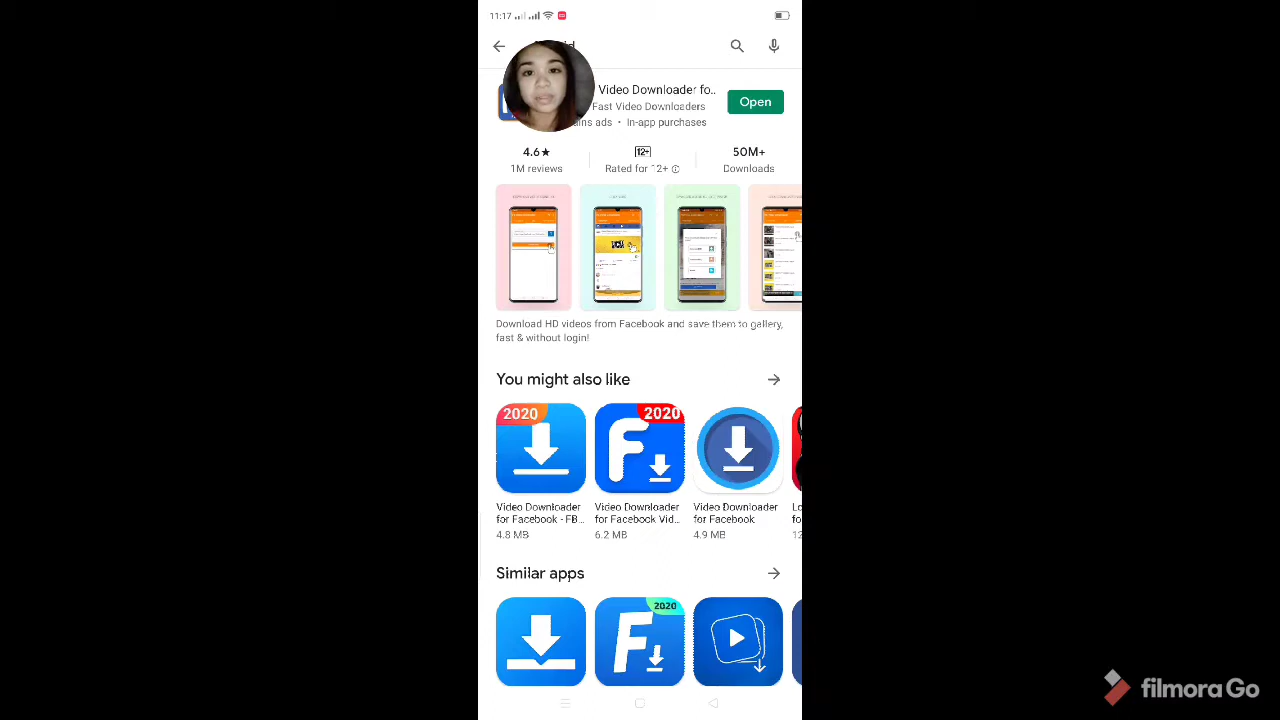 11:17
Video Downloader fo..
Open
Fast Video Downloaders
ins ads • In-app purchases
4.6★
12+
50M+
1M reviews
Rated for 12+
Downloads
Download HD videos from Facebook and save them to gallery,
fast & without login!
You might also like
2020
2020
Video Downloader
for Facebook - FB...
4.8 MB
Video Downloader
for Facebook Vid...
6.2 MB
Video Downloader
for Facebook
4.9 MB
Similar apps
2020
filmora Go